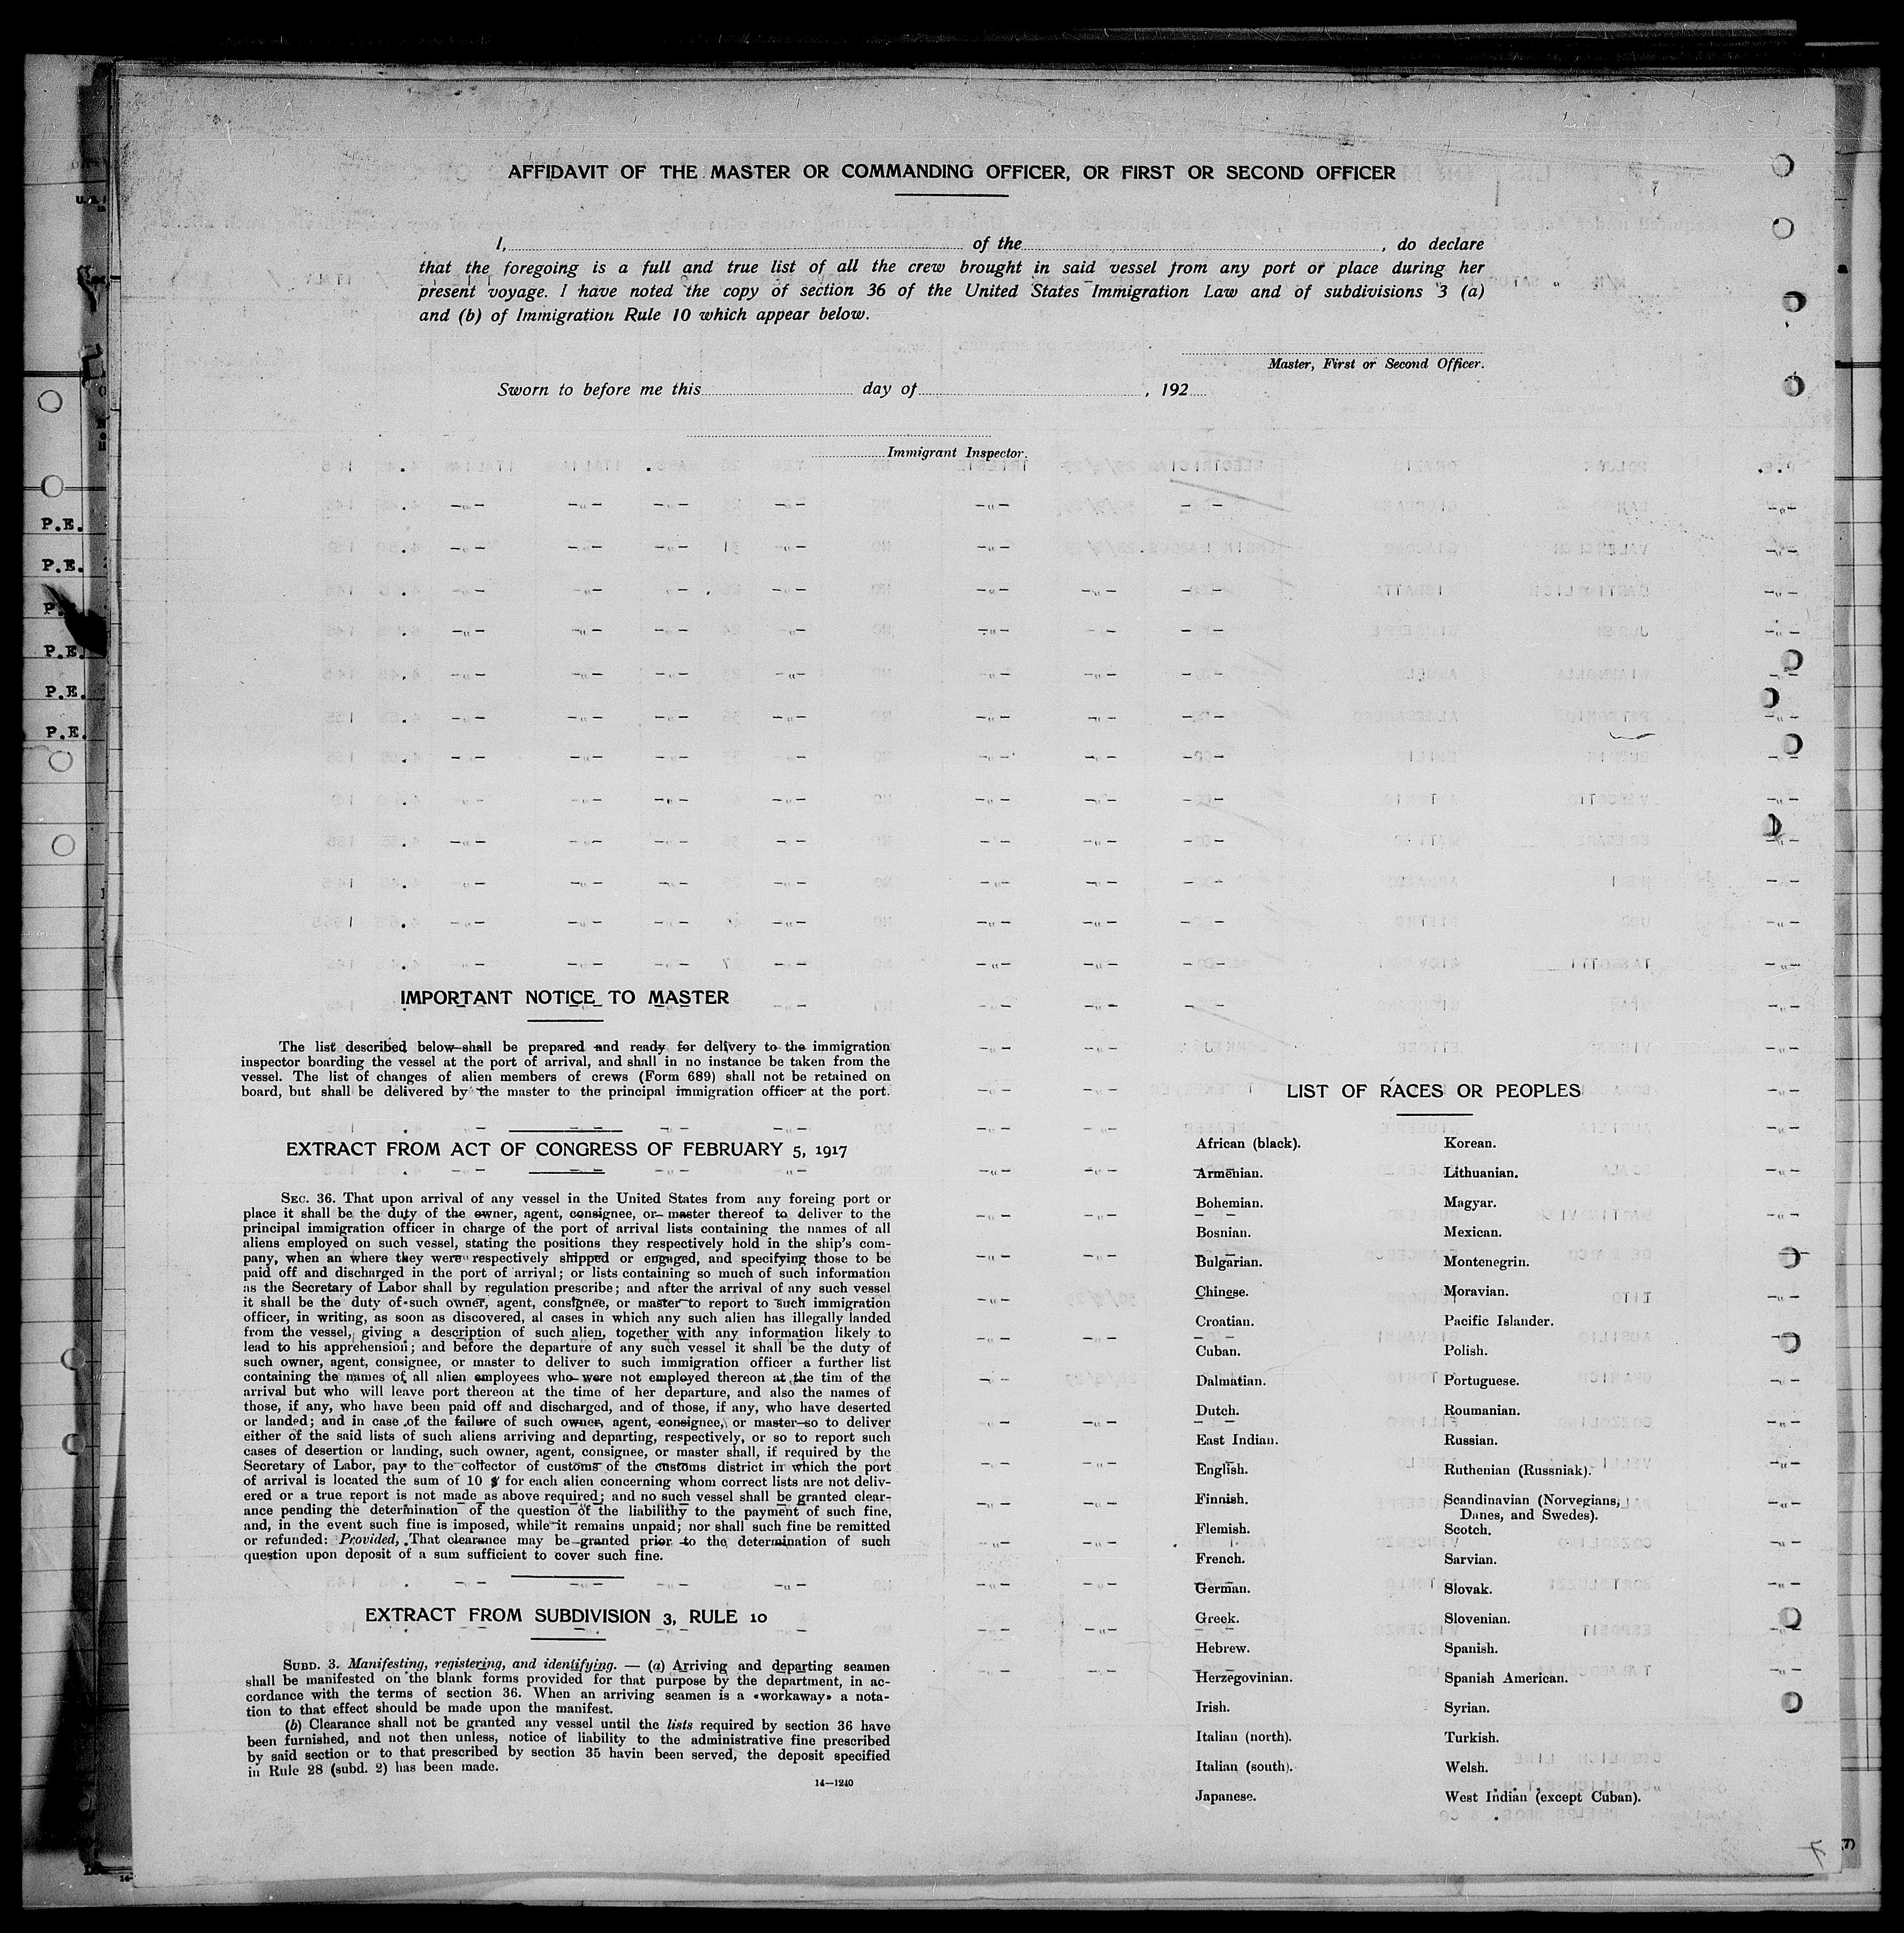 AFFIDAVIT OF THE MASTER OR COMMANDING OFFICER, OR FIRST OR SECOND OFFICER
I, of the , do declare
that the foregoing is a full and true list of all the crew brought in said vessel from any port or place during her
present voyage. I have noted the copy of section 36 of the United States Immigration Law and of subdivisions 3 (a)
and (b) of Immigration Rule 10 which appear below.
Master, First or Second Officer.
Sworn to before me this day of , 192
Immigrant Inspector.
P.E.
P.E.
P.E.
P.E.
P.E.
IMPORTANT NOTICE TO MASTER
The list described below shall be prepared and ready for delivery to the immigration
inspector boarding the vessel at the port of arrival, and shall in no instance be taken from the
vessel. The list of changes of alien members of crews (Form 689) shall not be retained on
board, but shall be delivered by the master to the principal immigration officer at the port.
EXTRACT FROM ACT OF CONGRESS OF FEBRUARY 5, 1917
SEC. 36. That upon arrival of any vessel in the United States from any foreing port or
place it shall be the duty of the owner, agent, consignee, or master thereof to deliver to the
principal immigration officer in charge of the port of arrival lists containing the names of all
aliens employed on such vessel, stating the positions they respectively hold in the ship's com-
pany, when an where they were respectively shipped or engaged, and specifying those to be
paid off and discharged in the port of arrival; or lists containing so much of such information
as the Secretary of Labor shall by regulation prescribe; and after the arrival of any such vessel
it shall be the duty of such owner, agent, consignee, or master to report to such immigration
officer, in writing, as soon as discovered, al cases in which any such alien has illegally landed
from the vessel, giving a description of such alien, together with any information likely to
lead to his apprehension; and before the departure of any such vessel it shall be the duty of
such owner, agent, consignee, or master to deliver to such immigration officer a further list
containing the names of all alien employees who were not employed thereon at the tim of the
arrival but who will leave port thereon at the time of her departure, and also the names of
those, if any, who have been paid off and discharged, and of those, if any, who have deserted
or landed; and in case of the failure of such owner, agent, consignee, or master so to deliver
either of the said lists of such aliens arriving and departing, respectively, or so to report such
cases of desertion or landing, such owner, agent, consignee, or master shall, if required by the
Secretary of Labor, pay to the collector of customs of the customs district in which the port
of arrival is located the sum of 10 $ for each alien concerning whom correct lists are not deliv-
ered or a true report is not made as above required; and no such vessel shall be granted clear-
ance pending the determination of the question of the liabilithy to the payment of such fine,
and, in the event such fine is imposed, while it remains unpaid; nor shall such fine be remitted
or refunded: Provided, That clearance may be granted prior to the determination of such
question upon deposit of a sum sufficient to cover such fine.
EXTRACT FROM SUBDIVISION 3, RULE 10
SUBD. 3. Manifesting, registering, and identifying. — (a) Arriving and departing seamen
shall be manifested on the blank forms provided for that purpose by the department, in ac-
cordance with the terms of section 36. When an arriving seamen is a «workaway» a nota-
tion to that effect should be made upon the manifest.
(b) Clearance shall not be granted any vessel until the lists required by section 36 have
been furnished, and not then unless, notice of liability to the administrative fine prescribed
by said section or to that prescribed by section 35 havin been served, the deposit specified
in Rule 28 (subd. 2) has been made.
14—1240
LIST OF RACES OR PEOPLES
African (black).
Armenian.
Bohemian.
Bosnian.
Bulgarian.
Chinese.
Croatian.
Cuban.
Dalmatian.
Dutch.
East Indian.
English.
Finnish.
Flemish.
French.
German.
Greek.
Hebrew.
Herzegovinian.
Irish.
Italian (north).
Italian (south).
Japanese.
Korean.
Lithuanian.
Magyar.
Mexican.
Montenegrin.
Moravian.
Pacific Islander.
Polish.
Portuguese.
Roumanian.
Russian.
Ruthenian (Russniak).
Scandinavian (Norvegians,
Danes, and Swedes).
Scotch.
Sarvian.
Slovak.
Slovenian.
Spanish.
Spanish American.
Syrian.
Turkish.
Welsh.
West Indian (except Cuban).